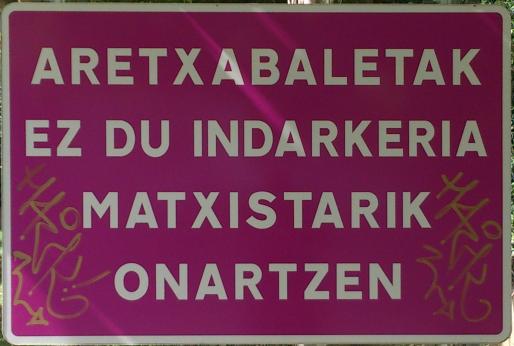 ARETXABALETAK
EZ DU INDARKERIA
MATXISTARIK
ONARTZEN